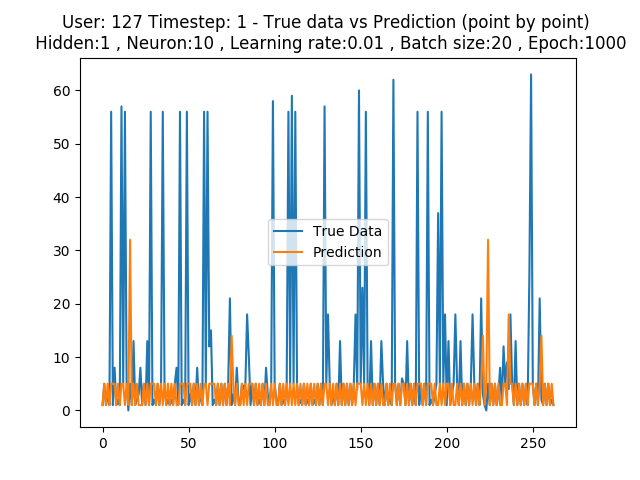 User: 127 Timestep: 1 - True data vs Prediction (point by point)
Hidden:1 , Neuron:10 , Learning rate:0.01 , Batch size:20 , Epoch:1000
60
50
40
30
20
10
0
True Data
Prediction
0 50 100 150 200 250